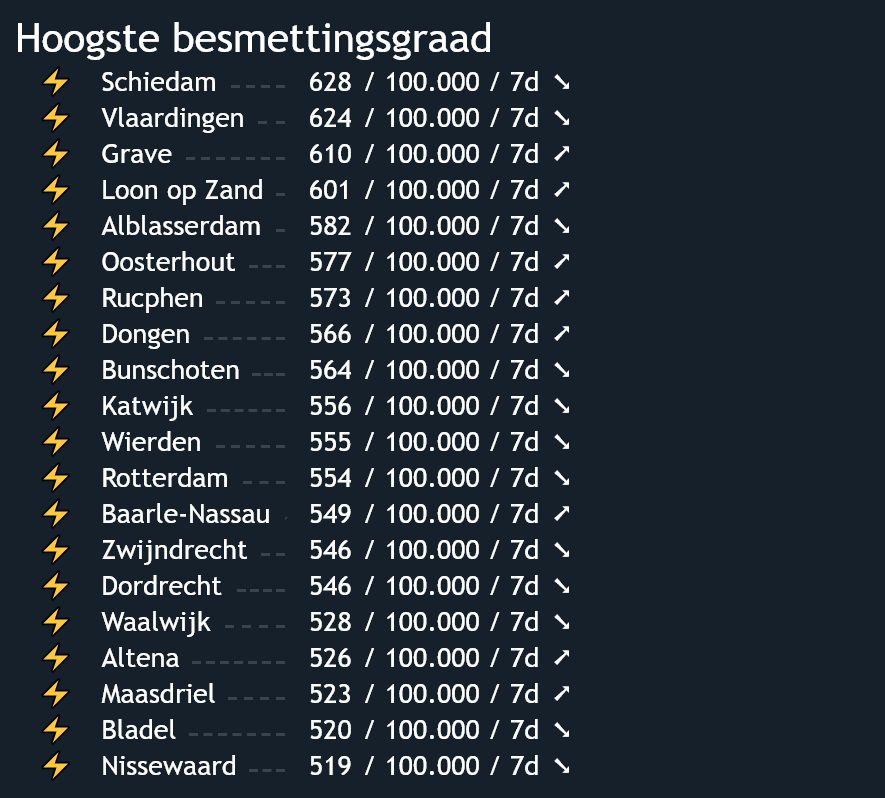 Hoogste besmettingsgraad
⚡ Schiedam ---- 628 / 100.000 / 7d ➘
⚡ Vlaardingen -- 624 / 100.000 / 7d ➘
⚡ Grave ------- 610 / 100.000 / 7d ➚
⚡ Loon op Zand - 601 / 100.000 / 7d ➚
⚡ Alblasserdam - 582 / 100.000 / 7d ➘
⚡ Oosterhout --- 577 / 100.000 / 7d ➚
⚡ Rucphen ----- 573 / 100.000 / 7d ➚
⚡ Dongen ------ 566 / 100.000 / 7d ➚
⚡ Bunschoten --- 564 / 100.000 / 7d ➘
⚡ Katwijk ------ 556 / 100.000 / 7d ➘
⚡ Wierden ----- 555 / 100.000 / 7d ➘
⚡ Rotterdam --- 554 / 100.000 / 7d ➘
⚡ Baarle-Nassau - 549 / 100.000 / 7d ➚
⚡ Zwijndrecht -- 546 / 100.000 / 7d ➘
⚡ Dordrecht ---- 546 / 100.000 / 7d ➘
⚡ Waalwijk ---- 528 / 100.000 / 7d ➘
⚡ Altena ------- 526 / 100.000 / 7d ➚
⚡ Maasdriel ---- 523 / 100.000 / 7d ➚
⚡ Bladel ------- 520 / 100.000 / 7d ➘
⚡ Nissewaard --- 519 / 100.000 / 7d ➘